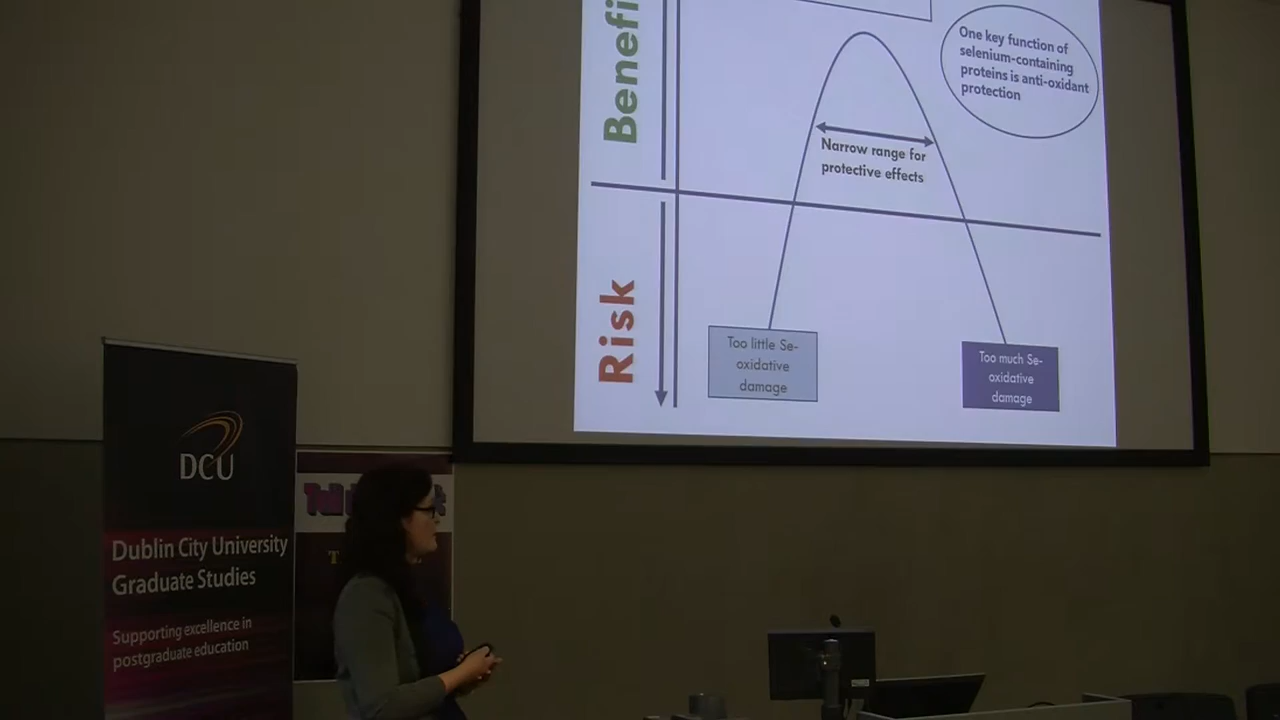 Benefi
One key function of
selenium-containing
proteins is anti-oxidant
protection
Narrow range for
protective effects
Risk
Too little Se-
oxidative
damage
Too much Se-
oxidative
damage
DCU
Dublin City University
Graduate Studies
Supporting excellence in
postgraduate education